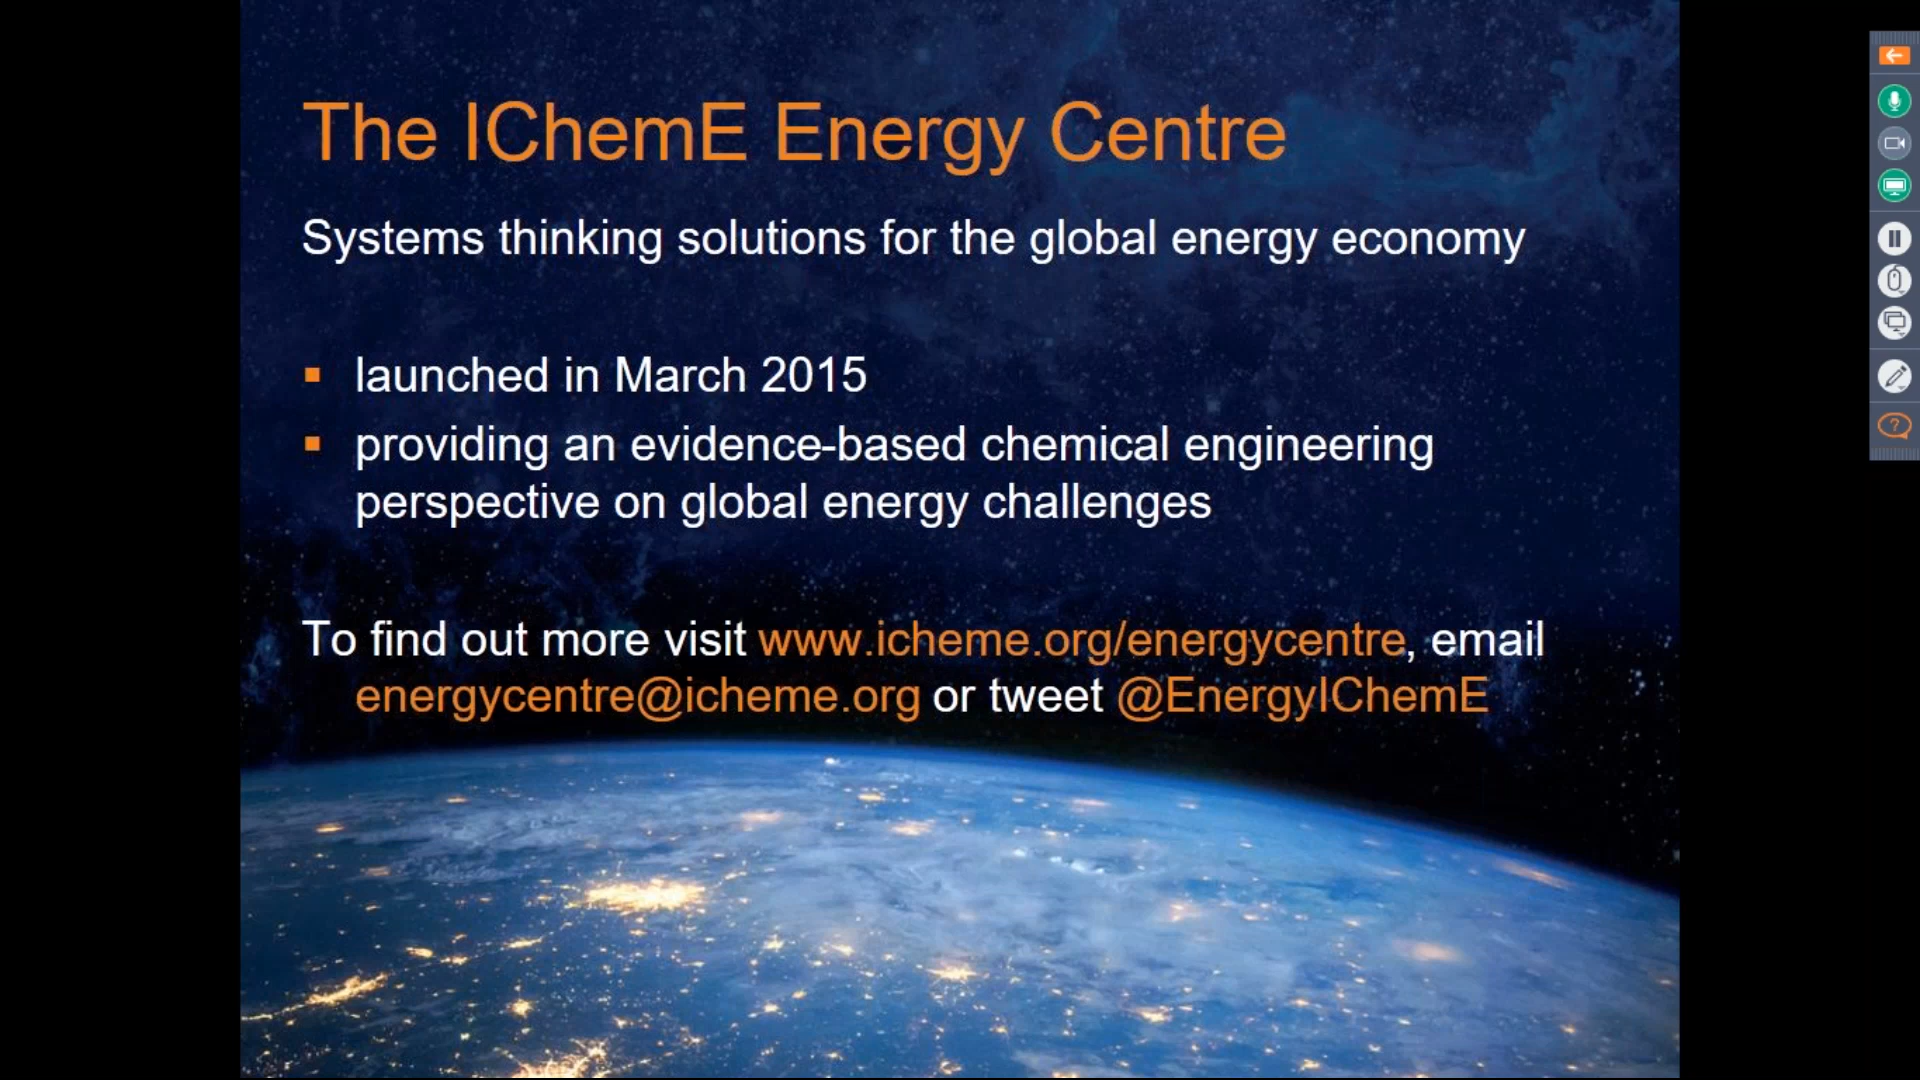 The IChemE Energy Centre
Systems thinking solutions for the global energy economy
launched in March 2015
providing an evidence-based chemical engineering
perspective on global energy challenges
To find out more visit www.icheme.org/energycentre, email
energycentre@icheme.org or tweet @EnergyIChemE
?